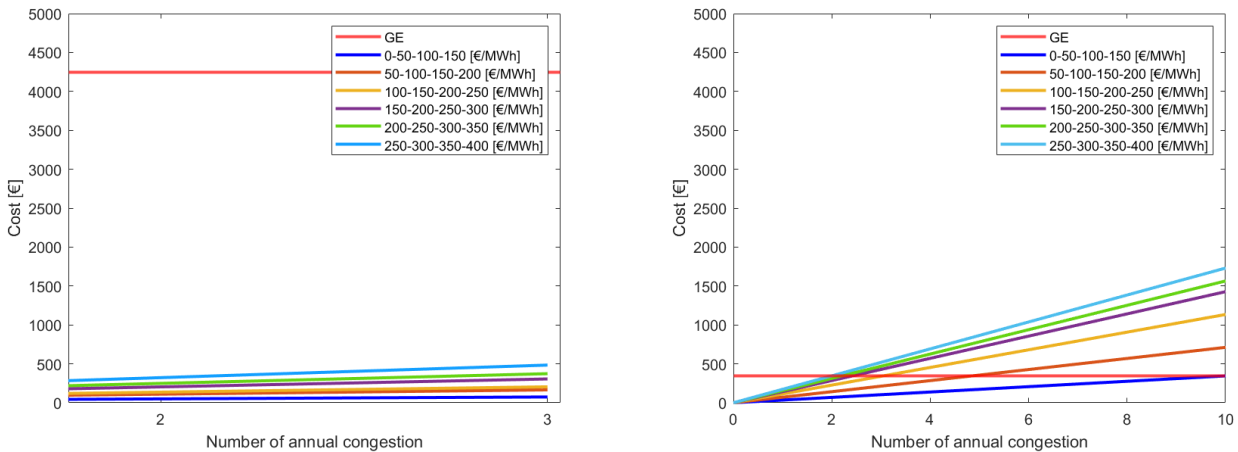 5000
4500
4000
3500
3000
2500
2000
1500
1000
500
0
Cost [€]
2
3
Number of annual congestion
GE
0-50-100-150 [€/MWh]
50-100-150-200 [€/MWh]
100-150-200-250 [€/MWh]
150-200-250-300 [€/MWh]
200-250-300-350 [€/MWh]
250-300-350-400 [€/MWh]
5000
4500
4000
3500
3000
2500
2000
1500
1000
500
0
Cost [€]
0
2
4
6
8
10
Number of annual congestion
GE
0-50-100-150 [€/MWh]
50-100-150-200 [€/MWh]
100-150-200-250 [€/MWh]
150-200-250-300 [€/MWh]
200-250-300-350 [€/MWh]
250-300-350-400 [€/MWh]